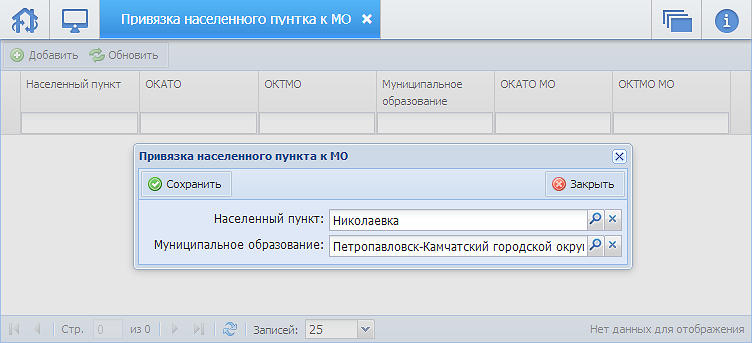 Привязка населенного пунтка к МО
Добавить Обновить
Населенный пункт ОКАТО ОКТМО Муниципальное образование ОКАТО МО ОКТМО МО
Привязка населенного пункта к МО
Сохранить Закрыть
Населенный пункт: Николаевка
Муниципальное образование: Петропавловск-Камчатский городской округ
Стр. 0 из 0 Записей: 25 Нет данных для отображения